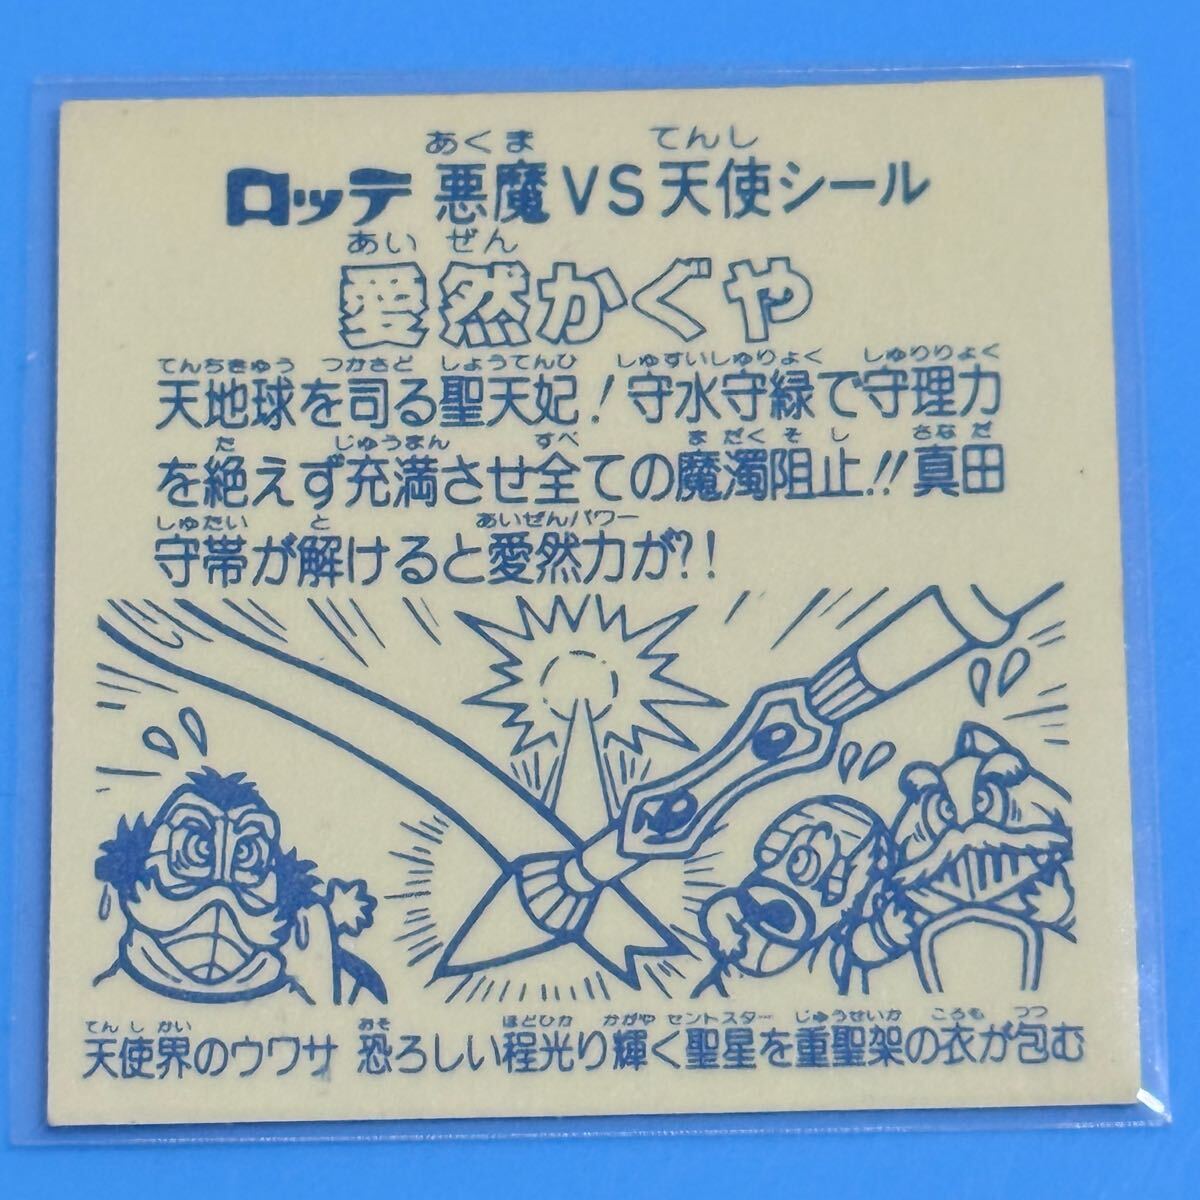 あくま てんし
ロッテ 悪魔VS天使シール
あい ぜん
愛然かぐや
てんちきゅう つかさど しょうてんひ しゅすいしゅりょく しゅりりょく
天地球を司る聖天妃!守水守緑で守理力
た じゅうまん すべ まだくそし さなだ
を絶えず充満させ全ての魔濁阻止!!真田
しゅたい と あいぜんパワー
守帯が解けると愛然力が?!
てんしかい おそ ほどひか かがや セントスター じゅうせいか ころも つつ
天使界のウワサ 恐ろしい程光り輝く聖星を重聖架の衣が包む